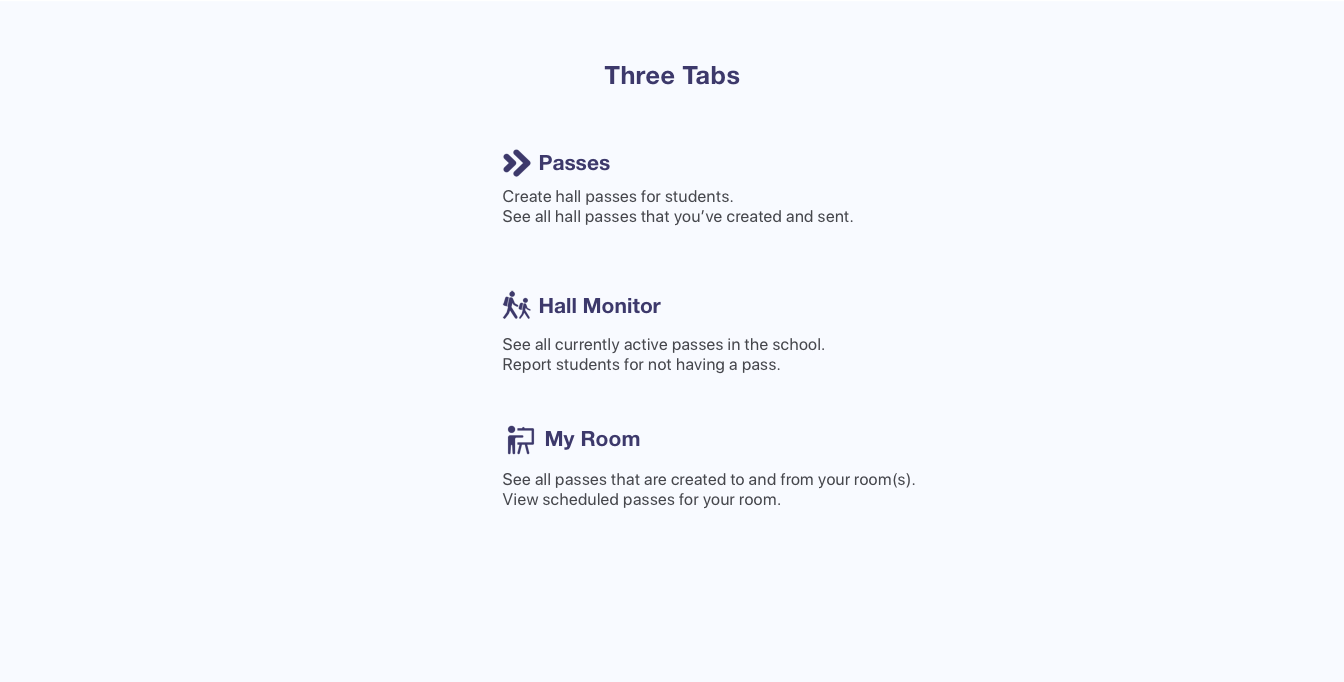 Three Tabs
Passes
Create hall passes for students.
See all hall passes that you’ve created and sent.
Hall Monitor
See all currently active passes in the school.
Report students for not having a pass.
My Room
See all passes that are created to and from your room(s).
View scheduled passes for your room.